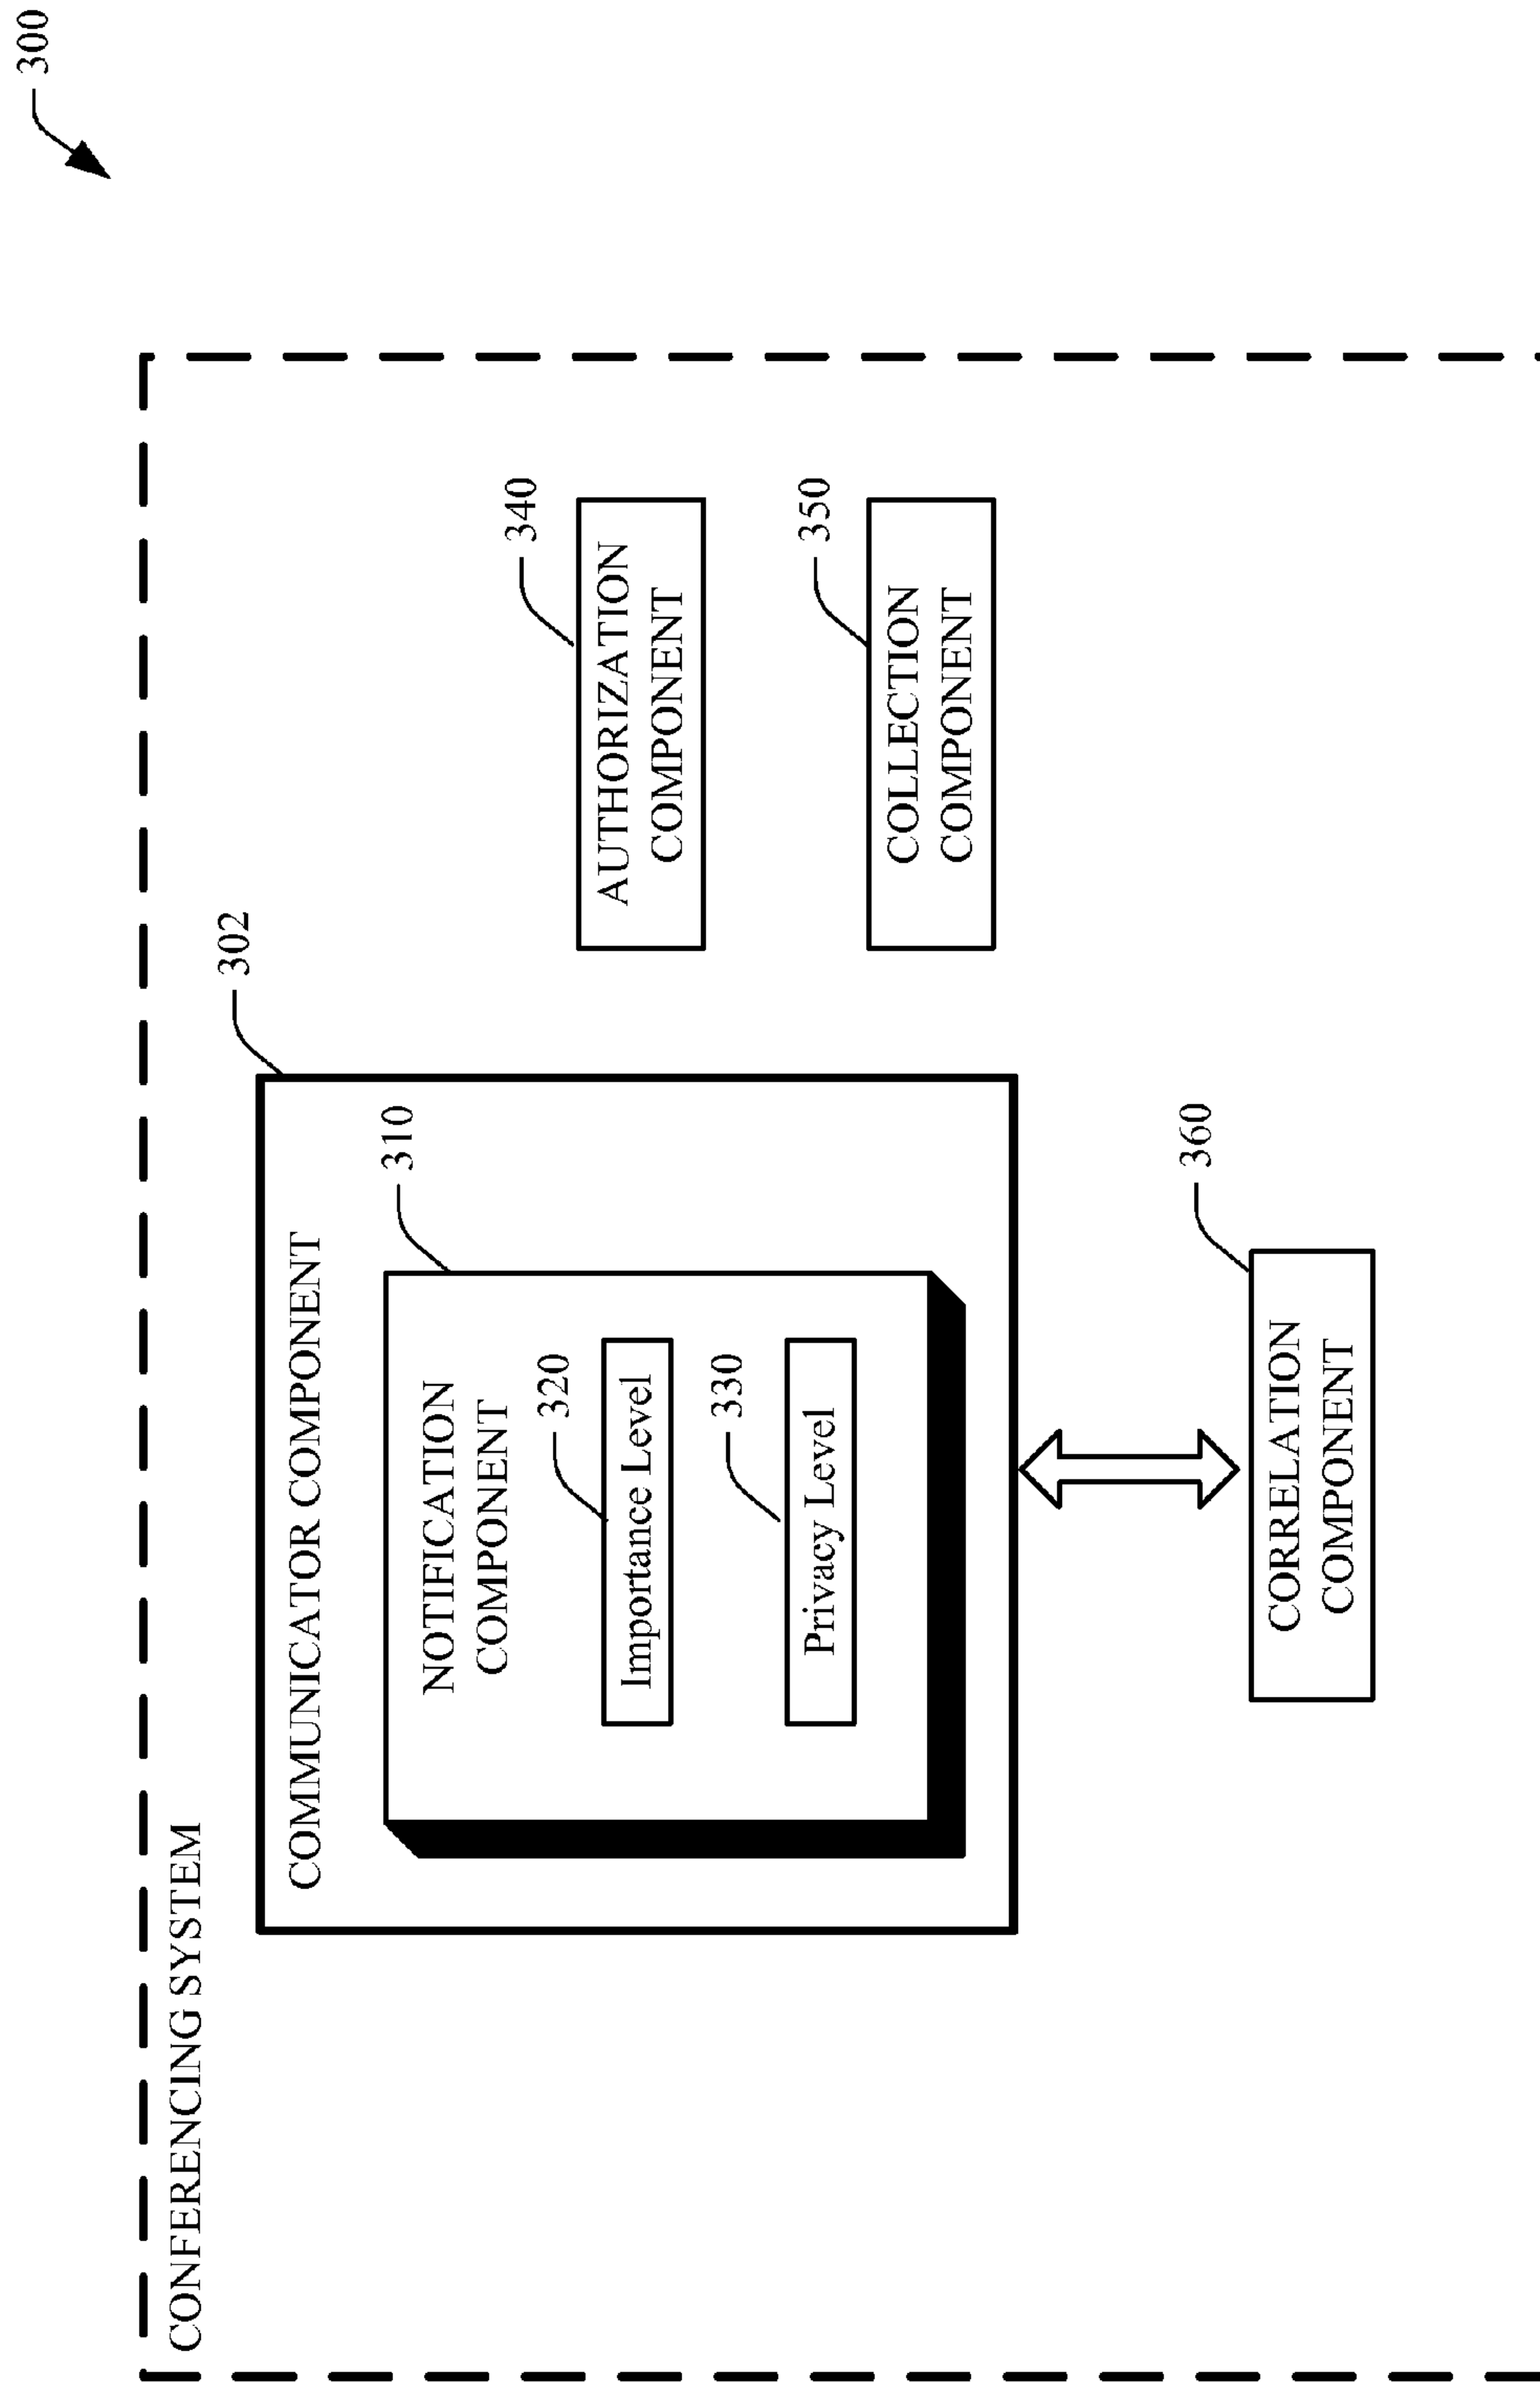 300
CONFERENCING SYSTEM
302
COMMUNICATOR COMPONENT
310
NOTIFICATION
COMPONENT
320
Importance Level
330
Privacy Level
340
AUTHORIZATION
COMPONENT
350
COLLECTION
COMPONENT
360
CORRELATION
COMPONENT